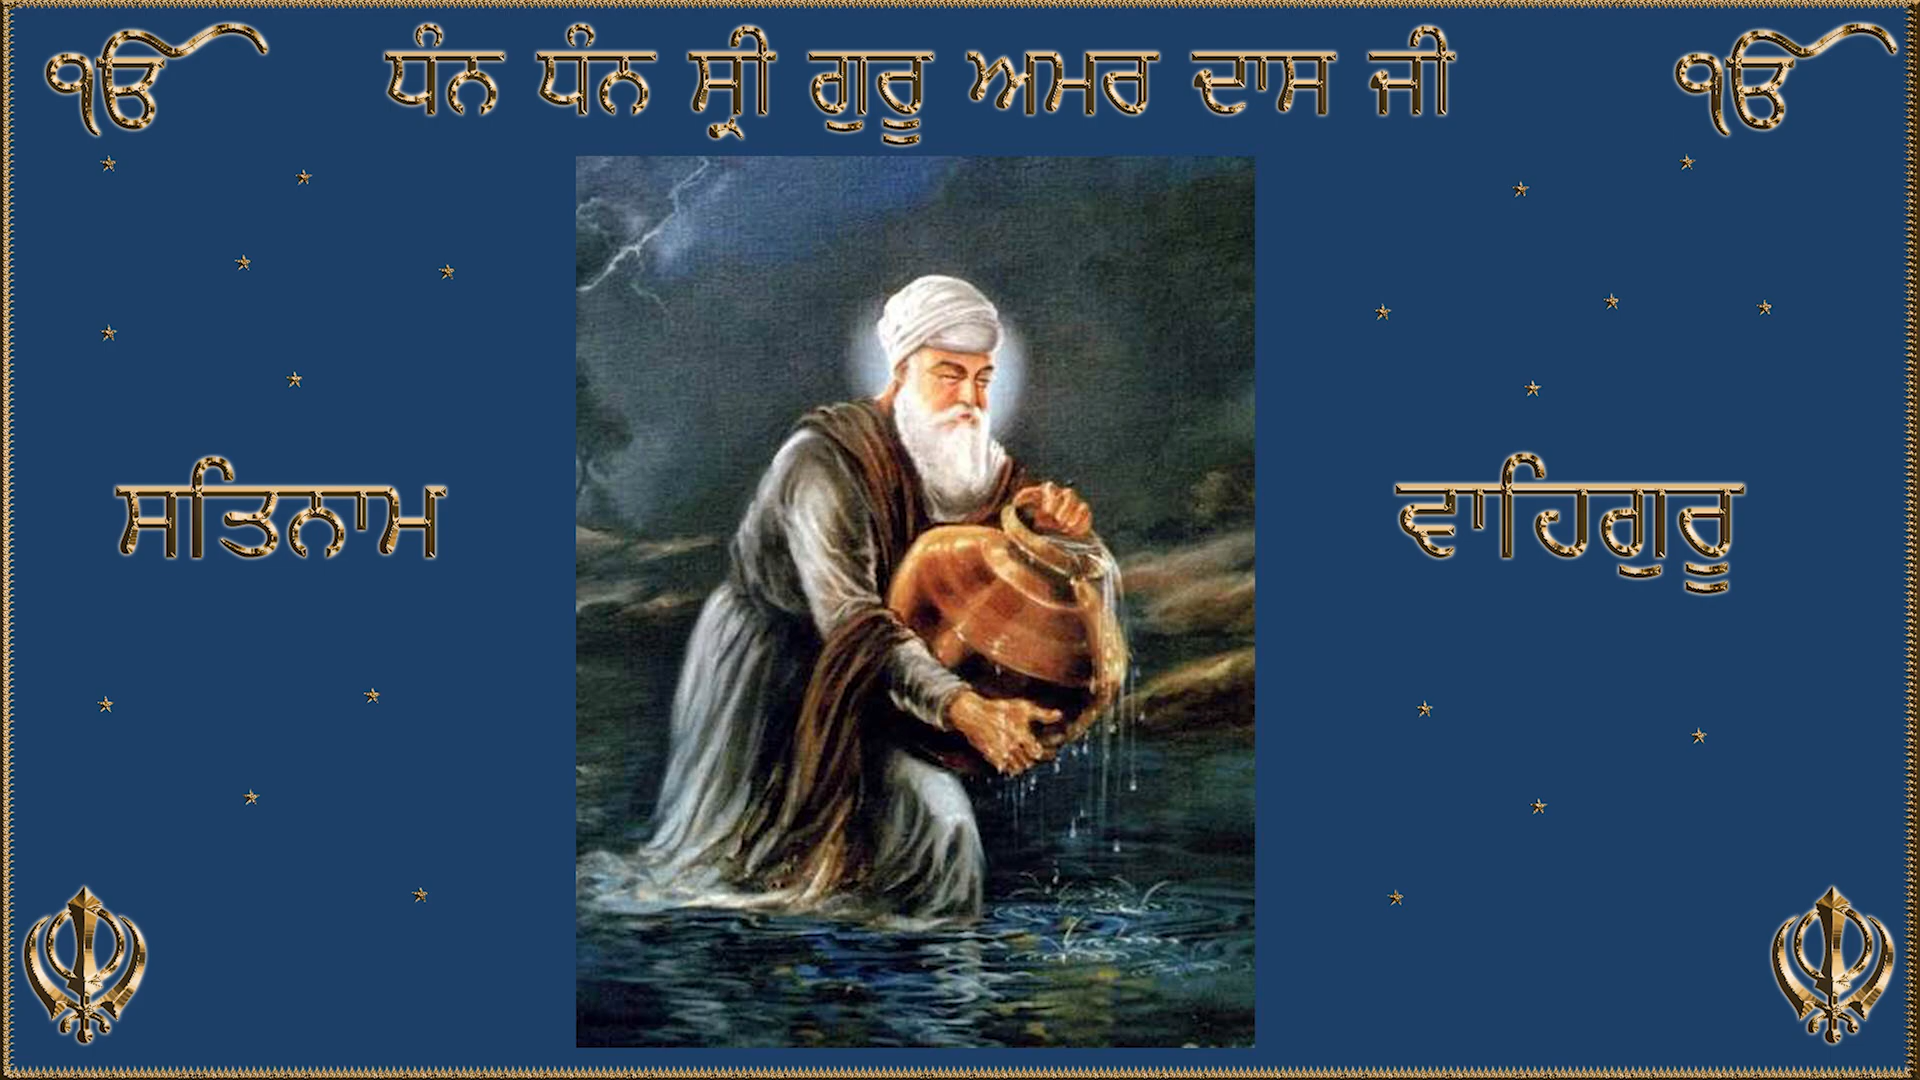 ੴ ਧੰਨ ਧੰਨ ਸ੍ਰੀ ਗੁਰੂ ਅਮਰ ਦਾਸ ਜੀ ੴ
ਸਤਿਨਾਮ ਵਾਹਿਗੁਰੂ